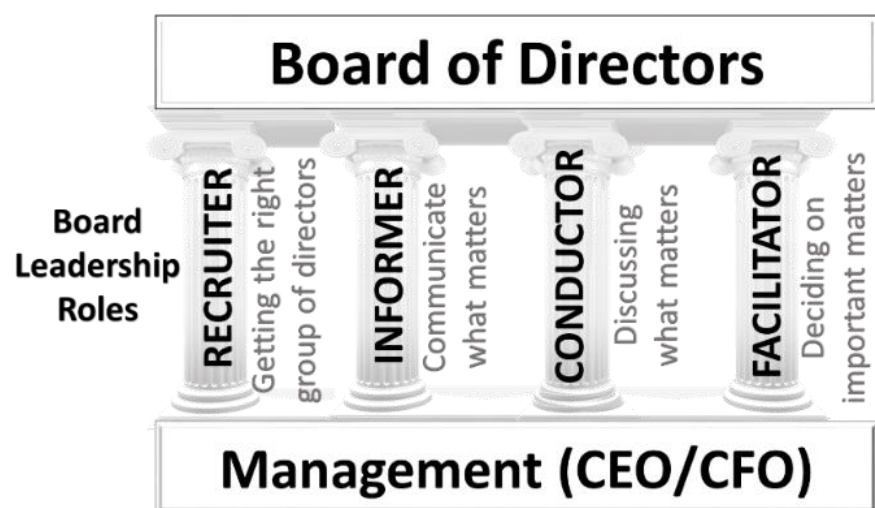 Board of Directors
Board
Leadership
Roles
RECRUITER
Getting the right
group of directors
INFORMER
Communicate
what matters
CONDUCTOR
Discussing
what matters
FACILITATOR
Deciding on
important matters
Management (CEO/CFO)